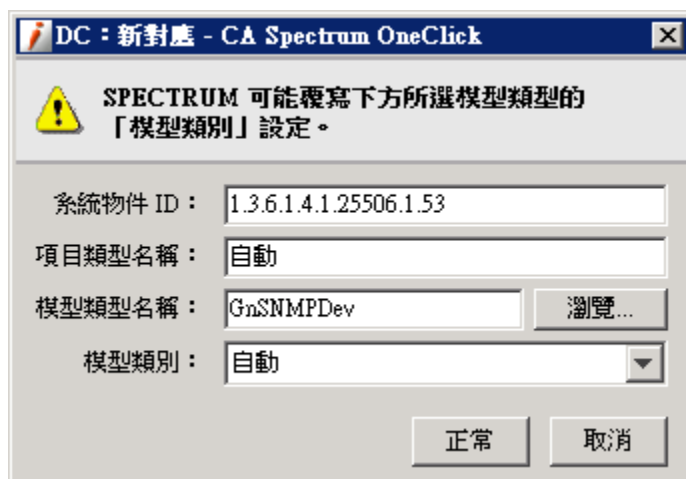 DC：新對應 - CA Spectrum OneClick
SPECTRUM 可能覆寫下方所選模型類型的
「模型類別」設定。
系統物件 ID： 1.3.6.1.4.1.25506.1.53
項目類型名稱： 自動
模型類型名稱： GnSNMPDev 瀏覽...
模型類別： 自動
正常 取消